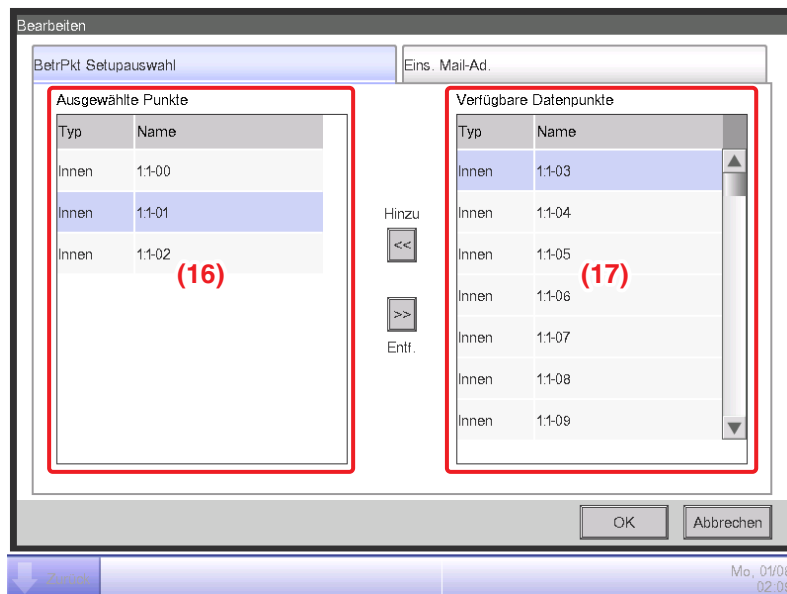 Bearbeiten
BetrPkt Setupauswahl
Eins. Mail-Ad.
Ausgewählte Punkte
Verfügbare Datenpunkte
Typ Name
Typ Name
Innen 1:1-00
Innen 1:1-03
Innen 1:1-01
Hinzu
Innen 1:1-04
Innen 1:1-02
<<
Innen 1:1-05
(16)
(17)
Innen 1:1-06
>>
Innen 1:1-07
Entf.
Innen 1:1-08
Innen 1:1-09
OK Abbrechen
Zurück
Mo, 01/0
02:0